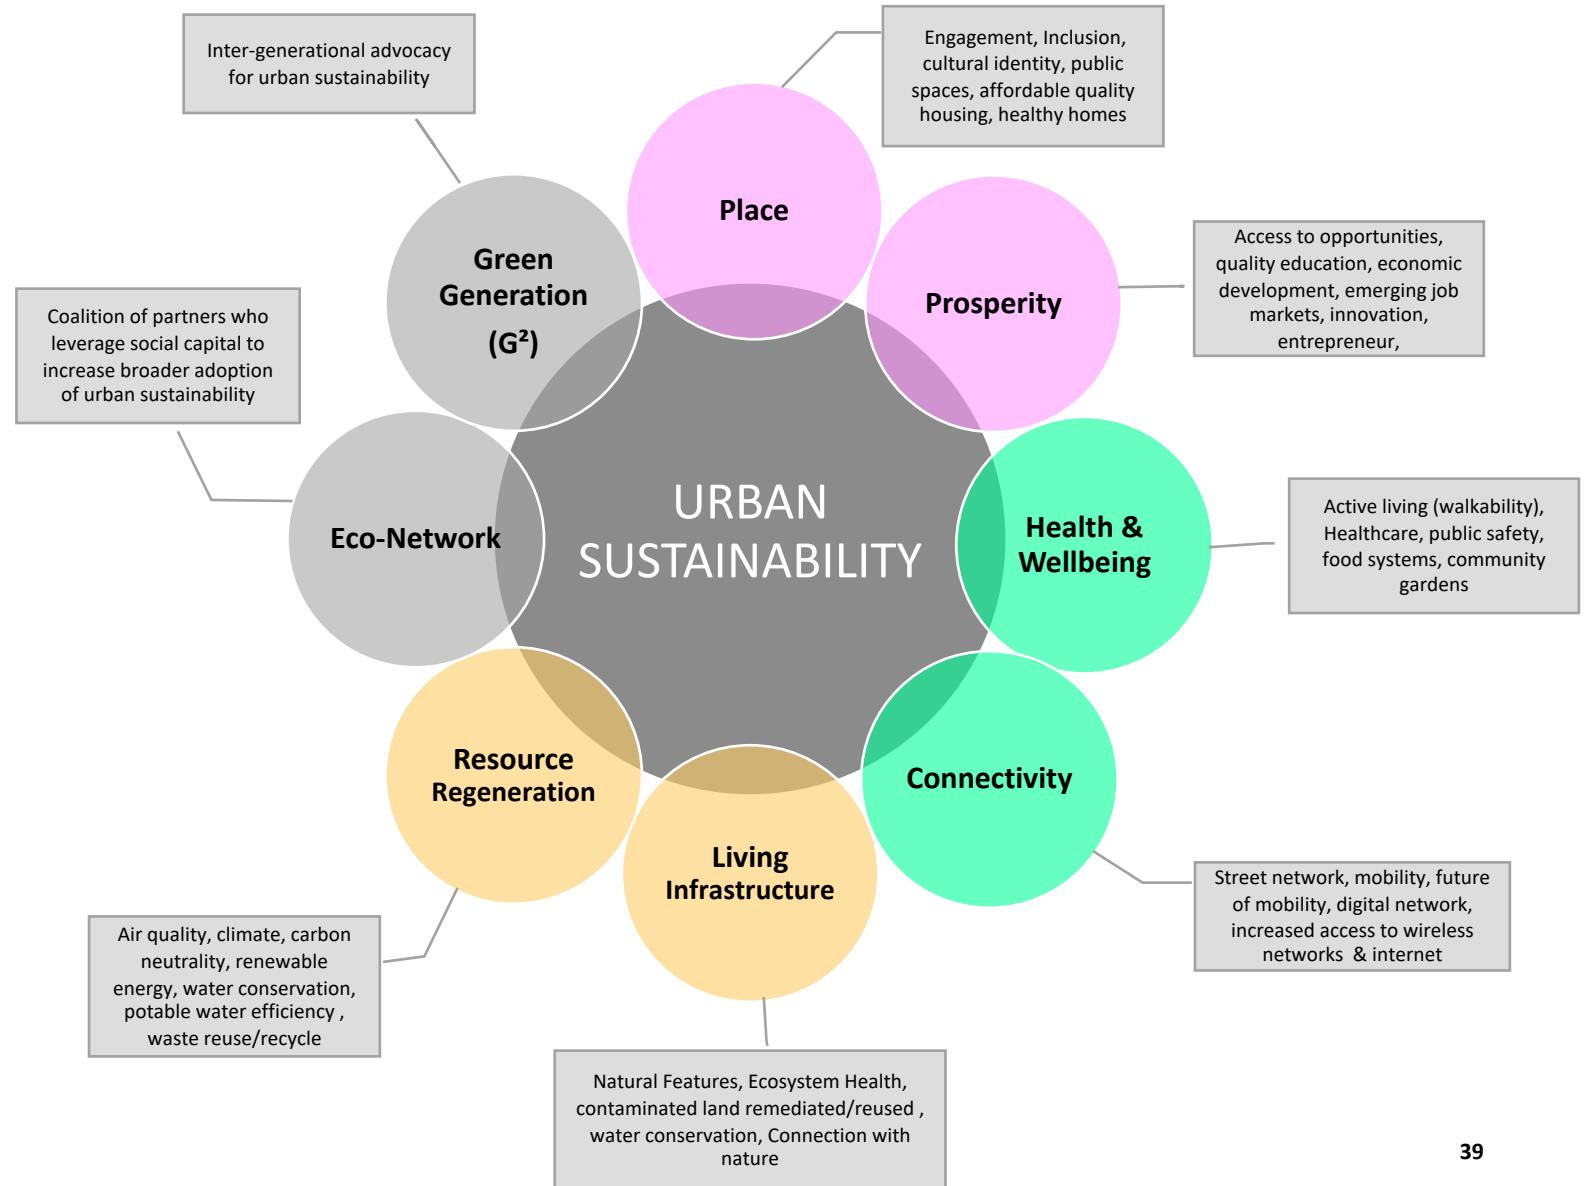 Inter-generational advocacy
for urban sustainability
Engagement, Inclusion,
cultural identity, public
spaces, affordable quality
housing, healthy homes
Place
Green
Generation
(G²)
Prosperity
Access to opportunities,
quality education, economic
development, emerging job
markets, innovation,
entrepreneur,
Coalition of partners who
leverage social capital to
increase broader adoption
of urban sustainability
URBAN
SUSTAINABILITY
Eco-Network
Health &
Wellbeing
Active living (walkability),
Healthcare, public safety,
food systems, community
gardens
Resource
Regeneration
Connectivity
Living
Infrastructure
Street network, mobility, future
of mobility, digital network,
increased access to wireless
networks & internet
Air quality, climate, carbon
neutrality, renewable
energy, water conservation,
potable water efficiency ,
waste reuse/recycle
Natural Features, Ecosystem Health,
contaminated land remediated/reused ,
water conservation, Connection with
nature
39